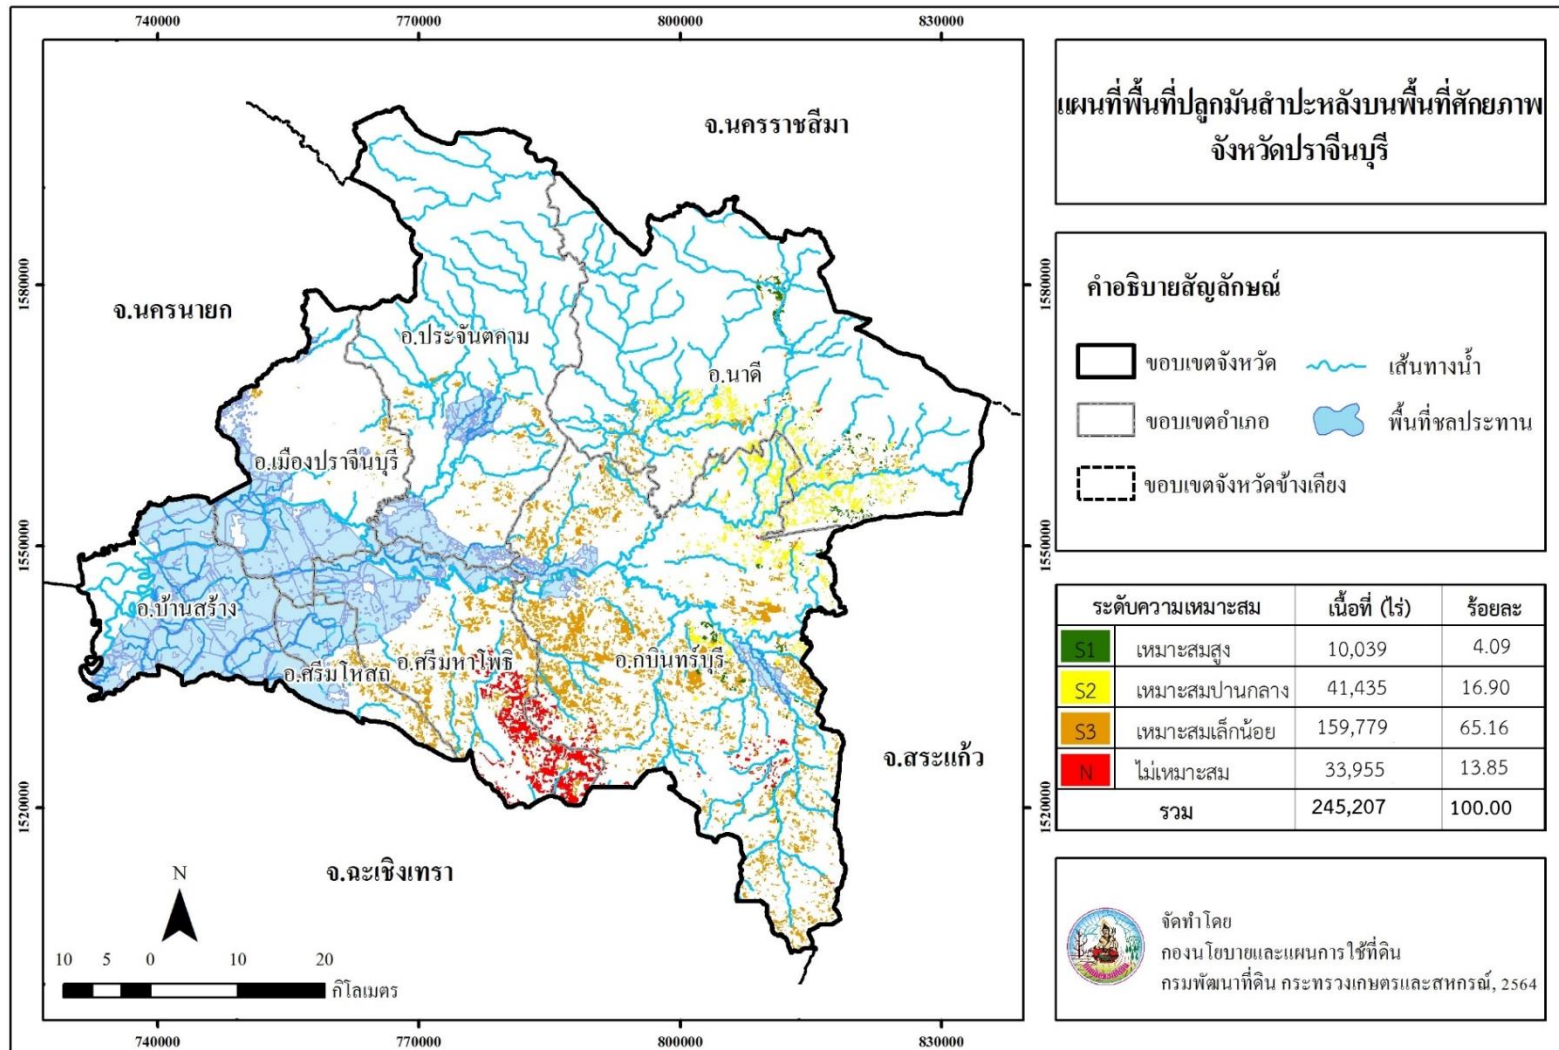 740000 770000 800000 830000
แผนที่พื้นที่ปลูกมันสำปะหลังบนพื้นที่ศักยภาพ
จังหวัดปราจีนบุรี
จ.นครราชสีมา
จ.นครนายก
อ.ประจันตคาม
อ.นาดี
อ.เมืองปราจีนบุรี
อ.บ้านสร้าง
อ.ศรีมโหสถ
อ.ศรีมหาโพธิ
อ.กบินทร์บุรี
จ.สระแก้ว
จ.ฉะเชิงเทรา
1580000
1550000
1520000
1580000
1550000
1520000
N
10 5 0 10 20
กิโลเมตร
740000 770000 800000 830000
คำอธิบายสัญลักษณ์
ขอบเขตจังหวัด เส้นทางน้ำ
ขอบเขตอำเภอ พื้นที่ชลประทาน
ขอบเขตจังหวัดข้างเคียง
ระดับความเหมาะสม เนื้อที่ (ไร่) ร้อยละ
S1 เหมาะสมสูง 10,039 4.09
S2 เหมาะสมปานกลาง 41,435 16.90
S3 เหมาะสมเล็กน้อย 159,779 65.16
N ไม่เหมาะสม 33,955 13.85
รวม 245,207 100.00
จัดทำโดย
กองนโยบายและแผนการใช้ที่ดิน
กรมพัฒนาที่ดิน กระทรวงเกษตรและสหกรณ์, 2564